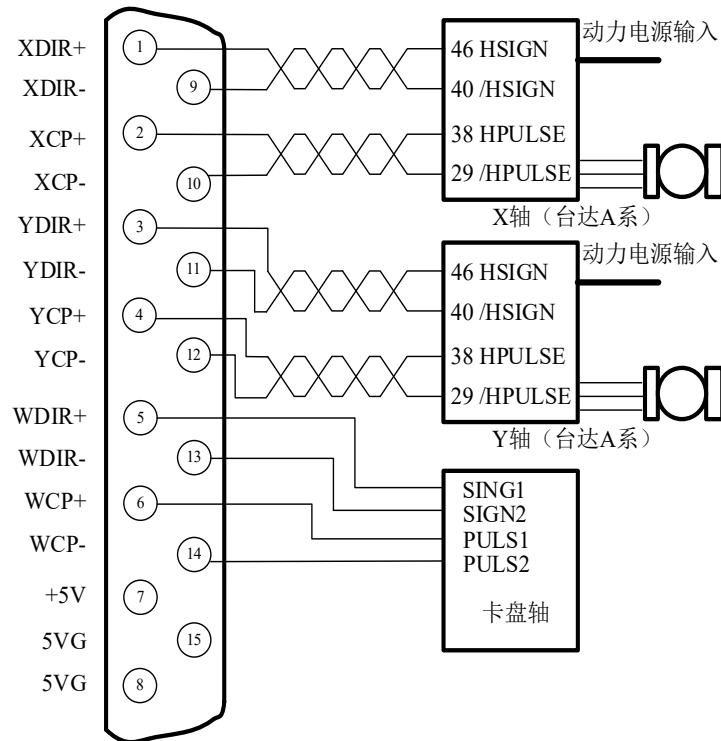 XDIR+
1
XDIR-
9
XCP+
2
XCP-
10
YDIR+
3
YDIR-
11
YCP+
4
YCP-
12
WDIR+
5
WDIR-
13
WCP+
6
WCP-
14
+5V
7
5VG
15
5VG
8
46 HSIGN
40 /HSIGN
38 HPULSE
29 /HPULSE
动力电源输入
X轴（台达A系）
46 HSIGN
40 /HSIGN
38 HPULSE
29 /HPULSE
动力电源输入
Y轴（台达A系）
SING1
SIGN2
PULS1
PULS2
卡盘轴